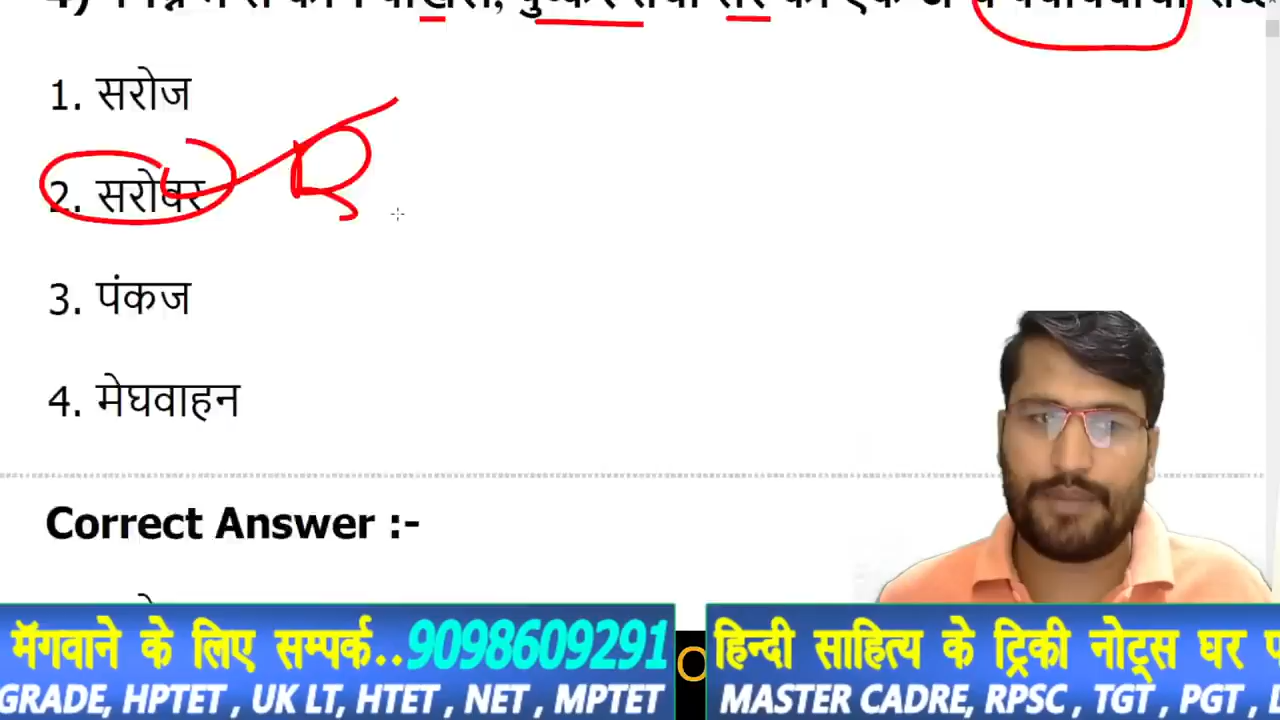 1. सरोज
2. सरोवर
3. पंकज
4. मेघवाहन
Correct Answer :-
मॅगवाने के लिए सम्पर्क..9098609291
हिन्दी साहित्य के ट्रिकी नोट्स घर
GRADE, HPTET , UK LT, HTET , NET , MPTET
MASTER CADRE, RPSC , TGT , PGT ,